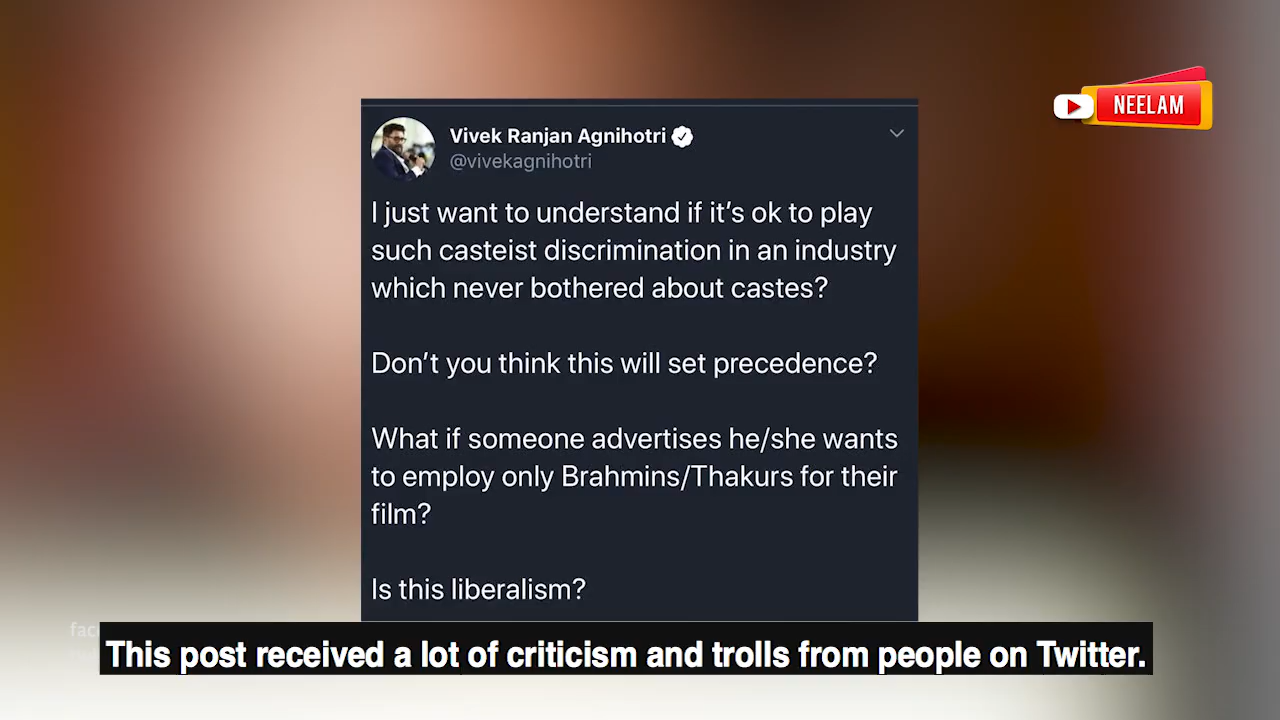 NEELAM
Vivek Ranjan Agnihotri
@vivekagnihotri
I just want to understand if it’s ok to play
such casteist discrimination in an industry
which never bothered about castes?
Don’t you think this will set precedence?
What if someone advertises he/she wants
to employ only Brahmins/Thakurs for their
film?
Is this liberalism?
This post received a lot of criticism and trolls from people on Twitter.